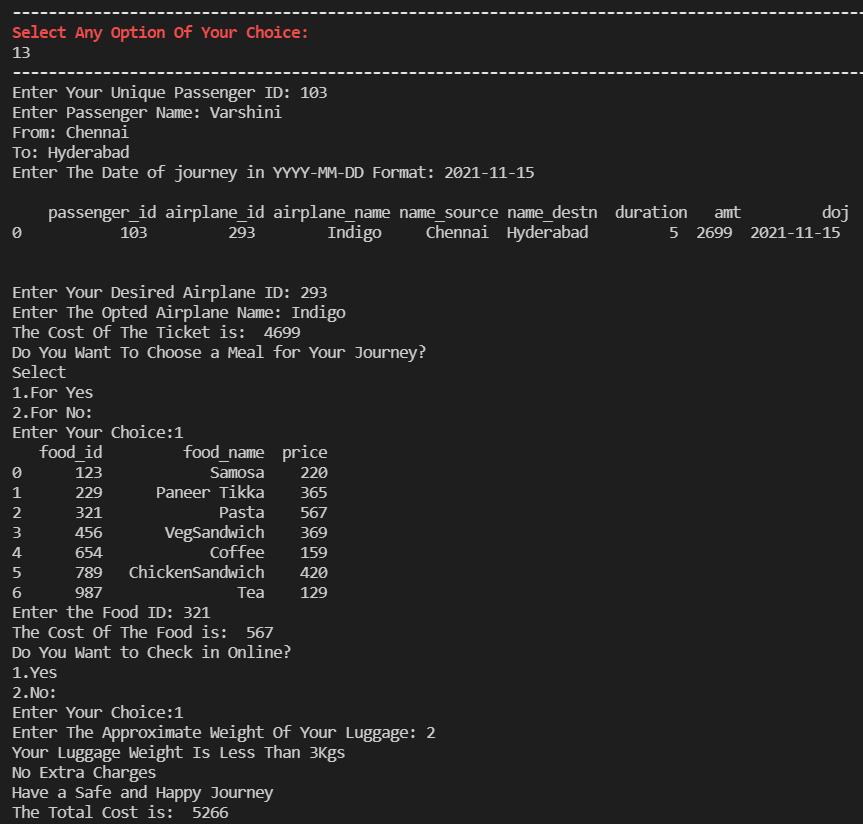 --------------------------------------------------------------------------------
Select Any Option Of Your Choice:
13
--------------------------------------------------------------------------------
Enter Your Unique Passenger ID: 103
Enter Passenger Name: Varshini
From: Chennai
To: Hyderabad
Enter The Date of journey in YYYY-MM-DD Format: 2021-11-15
passenger_id airplane_id airplane_name name_source name_destn  duration   amt         doj
0           103         293        Indigo     Chennai  Hyderabad         5  2699  2021-11-15
Enter Your Desired Airplane ID: 293
Enter The Opted Airplane Name: Indigo
The Cost Of The Ticket is:  4699
Do You Want To Choose a Meal for Your Journey?
Select
1.For Yes
2.For No:
Enter Your Choice:1
   food_id         food_name  price
0      123            Samosa    220
1      229      Paneer Tikka    365
2      321             Pasta    567
3      456       VegSandwich    369
4      654            Coffee    159
5      789   ChickenSandwich    420
6      987               Tea    129
Enter the Food ID: 321
The Cost Of The Food is:  567
Do You Want to Check in Online?
1.Yes
2.No:
Enter Your Choice:1
Enter The Approximate Weight Of Your Luggage: 2
Your Luggage Weight Is Less Than 3Kgs
No Extra Charges
Have a Safe and Happy Journey
The Total Cost is:  5266